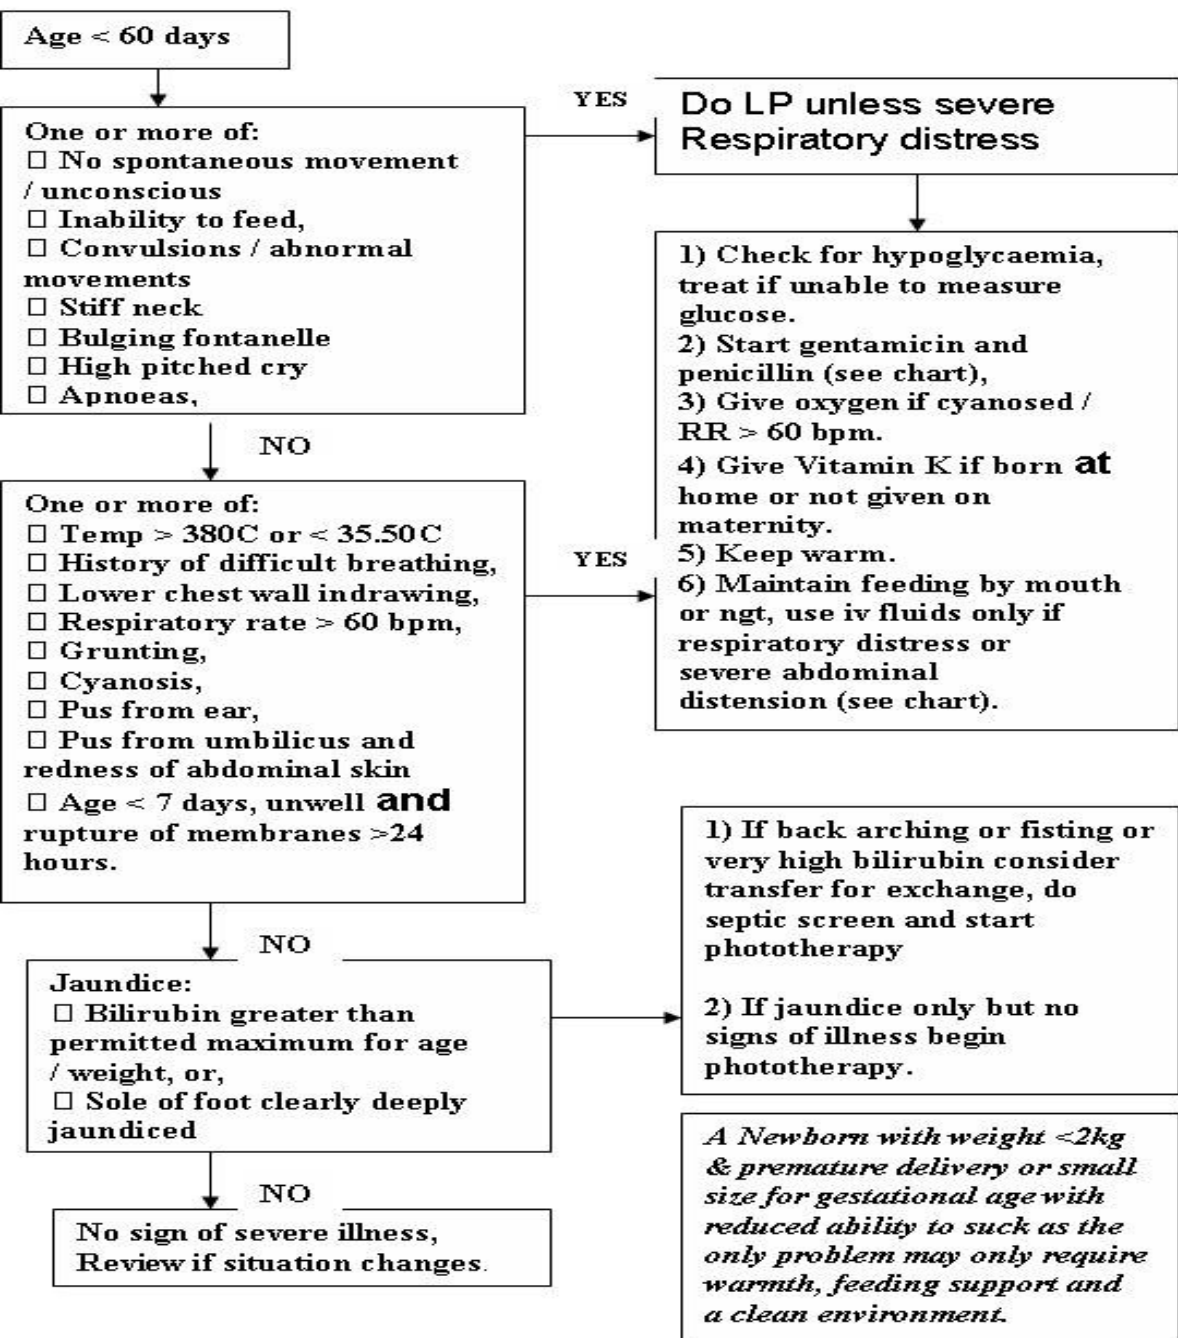 Age < 60 days
One or more of:
□ No spontaneous movement
/ unconscious
□ Inability to feed,
□ Convulsions / abnormal
movements
□ Stiff neck
□ Bulging fontanelle
□ High pitched cry
□ Apnoeas,
YES
Do LP unless severe
Respiratory distress
1) Check for hypoglycaemia,
treat if unable to measure
glucose.
2) Start gentamicin and
penicillin (see chart),
3) Give oxygen if cyanosed /
RR > 60 bpm.
4) Give Vitamin K if born at
home or not given on
maternity.
5) Keep warm.
6) Maintain feeding by mouth
or ngt, use iv fluids only if
respiratory distress or
severe abdominal
distension (see chart).
NO
One or more of:
□ Temp > 380C or < 35.50C
□ History of difficult breathing,
□ Lower chest wall indrawing,
□ Respiratory rate > 60 bpm,
□ Grunting,
□ Cyanosis,
□ Pus from ear,
□ Pus from umbilicus and
redness of abdominal skin
□ Age < 7 days, unwell and
rupture of membranes >24
hours.
YES
NO
Jaundice:
□ Bilirubin greater than
permitted maximum for age
/ weight, or,
□ Sole of foot clearly deeply
jaundiced
1) If back arching or fisting or
very high bilirubin consider
transfer for exchange, do
septic screen and start
phototherapy
2) If jaundice only but no
signs of illness begin
phototherapy.
NO
No sign of severe illness,
Review if situation changes.
A Newborn with weight <2kg
& premature delivery or small
size for gestational age with
reduced ability to suck as the
only problem may only require
warmth, feeding support and
a clean environment.